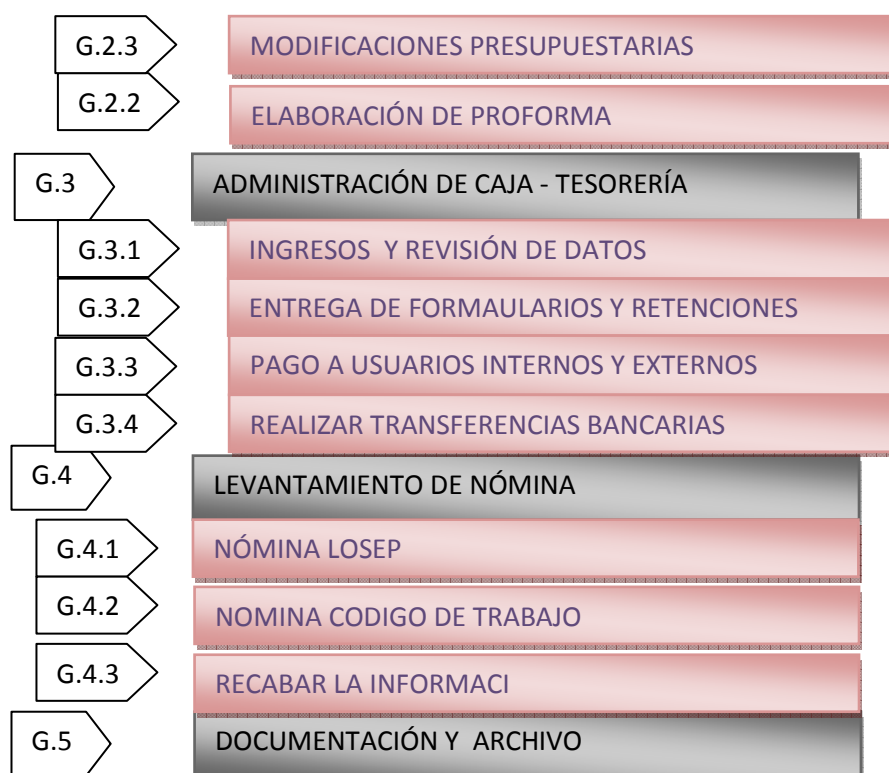 G.2.3 MODIFICACIONES PRESUPUESTARIAS
G.2.2 ELABORACIÓN DE PROFORMA
G.3 ADMINISTRACIÓN DE CAJA - TESORERÍA
G.3.1 INGRESOS Y REVISIÓN DE DATOS
G.3.2 ENTREGA DE FORMAULARIOS Y RETENCIONES
G.3.3 PAGO A USUARIOS INTERNOS Y EXTERNOS
G.3.4 REALIZAR TRANSFERENCIAS BANCARIAS
G.4 LEVANTAMIENTO DE NÓMINA
G.4.1 NÓMINA LOSEP
G.4.2 NOMINA CODIGO DE TRABAJO
G.4.3 RECABAR LA INFORMACI
G.5 DOCUMENTACIÓN Y ARCHIVO